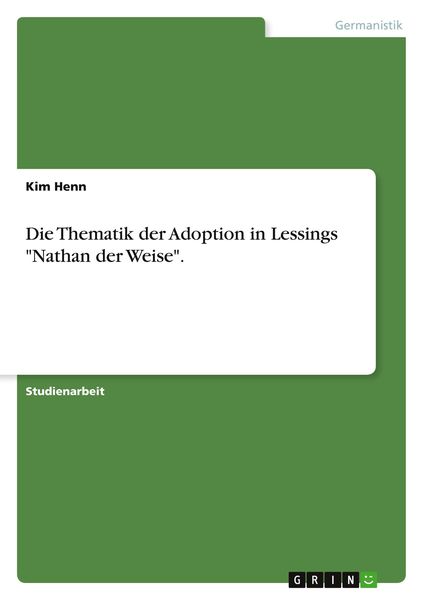 Germanistik
Kim Henn
Die Thematik der Adoption in Lessings
"Nathan der Weise".
Studienarbeit
GRIN